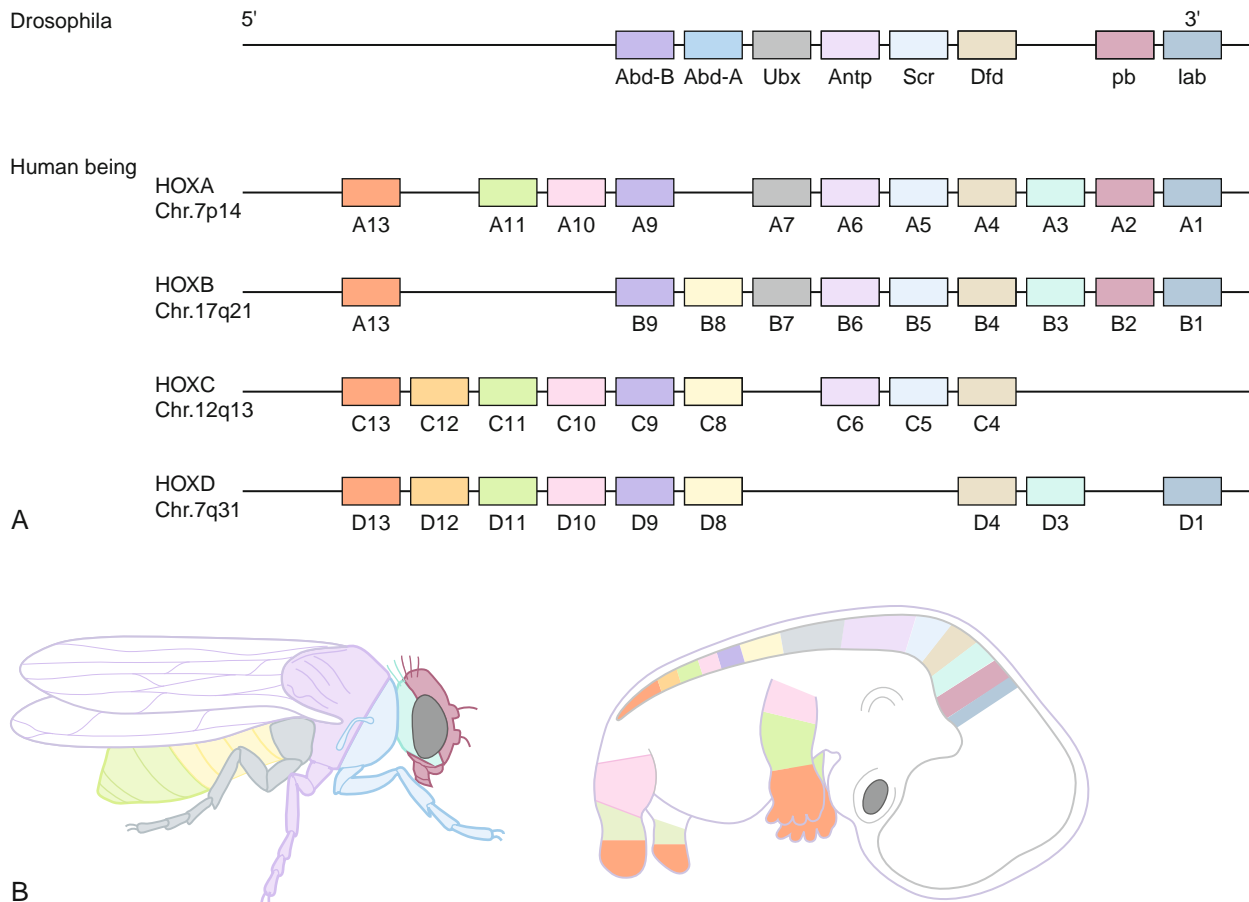 Drosophila
5' 3'
Abd-B Abd-A Ubx Antp Scr Dfd pb lab
Human being
HOXA
Chr.7p14
A13 A11 A10 A9 A7 A6 A5 A4 A3 A2 A1
HOXB
Chr.17q21
A13 B9 B8 B7 B6 B5 B4 B3 B2 B1
HOXC
Chr.12q13
C13 C12 C11 C10 C9 C8 C6 C5 C4
HOXD
Chr.7q31
D13 D12 D11 D10 D9 D8 D4 D3 D1
A
B